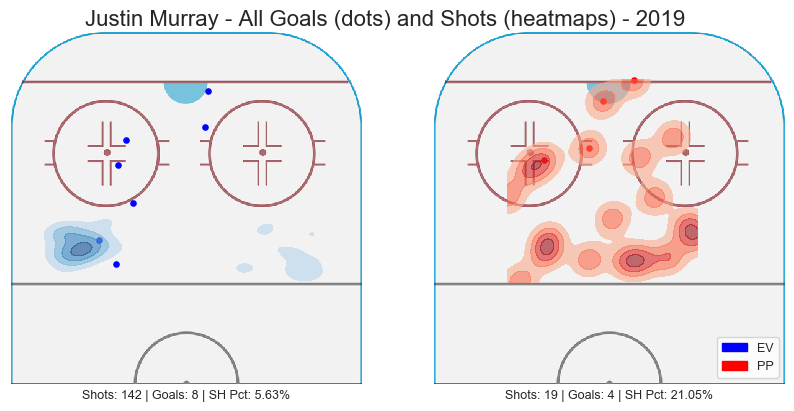 Justin Murray - All Goals (dots) and Shots (heatmaps) - 2019
EV
PP
Shots: 142 | Goals: 8 | SH Pct: 5.63%
Shots: 19 | Goals: 4 | SH Pct: 21.05%